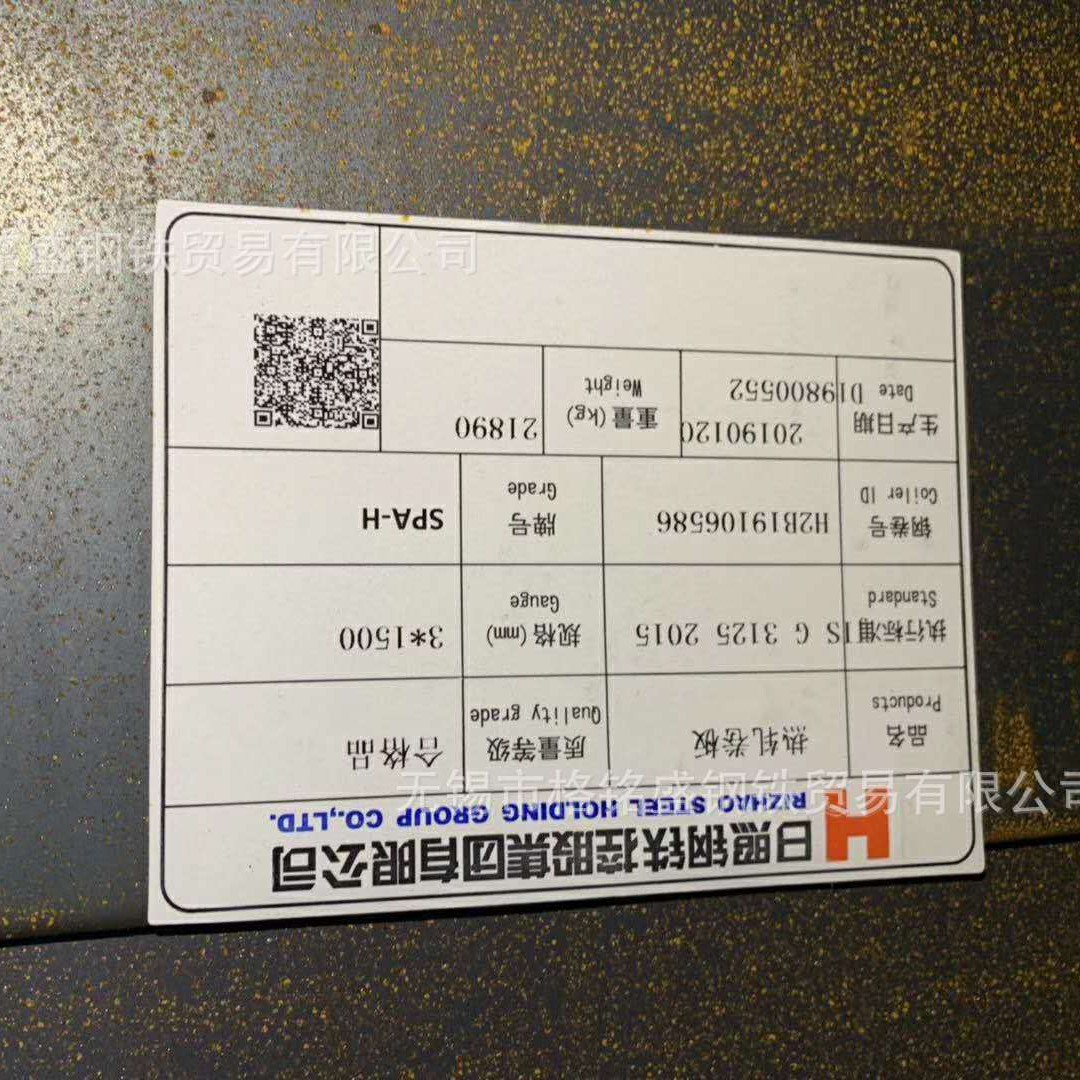 日照钢铁控股集团有限公司
RIZHAO STEEL HOLDING GROUP CO.,LTD.
品名 Products 热轧卷板 质量等级 Quality grade 合格品
执行标准 Standard IS G 3125 2015 规格(mm) Gauge 3*1500
钢卷号 Coiler ID H2B19106586 牌号 Grade SPA-H
生产日期 Date 20190120 D19800552 重量(kg) Weight 21890
铭盛钢铁贸易有限公司
无锡市格铭盛钢铁贸易有限公司